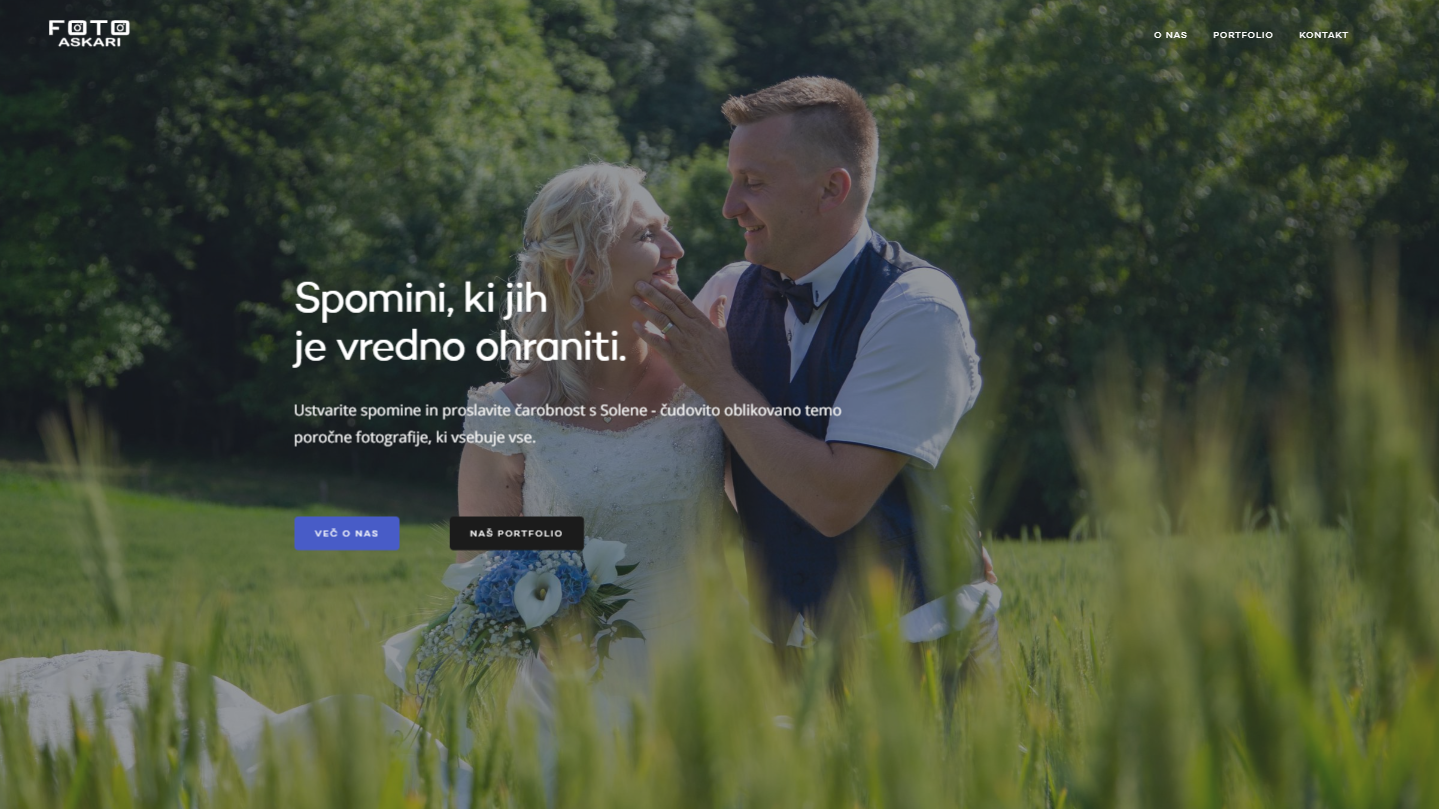 FOTO
ASKARI
O NAS
PORTFOLIO
KONTAKT
Spomini, ki jih
je vredno ohraniti.
Ustvarite spomine in proslavite čarobnost s Solene - čudovito oblikovano temo
poročne fotografije, ki vsebuje vse.
VEČ O NAS
NAŠ PORTFOLIO